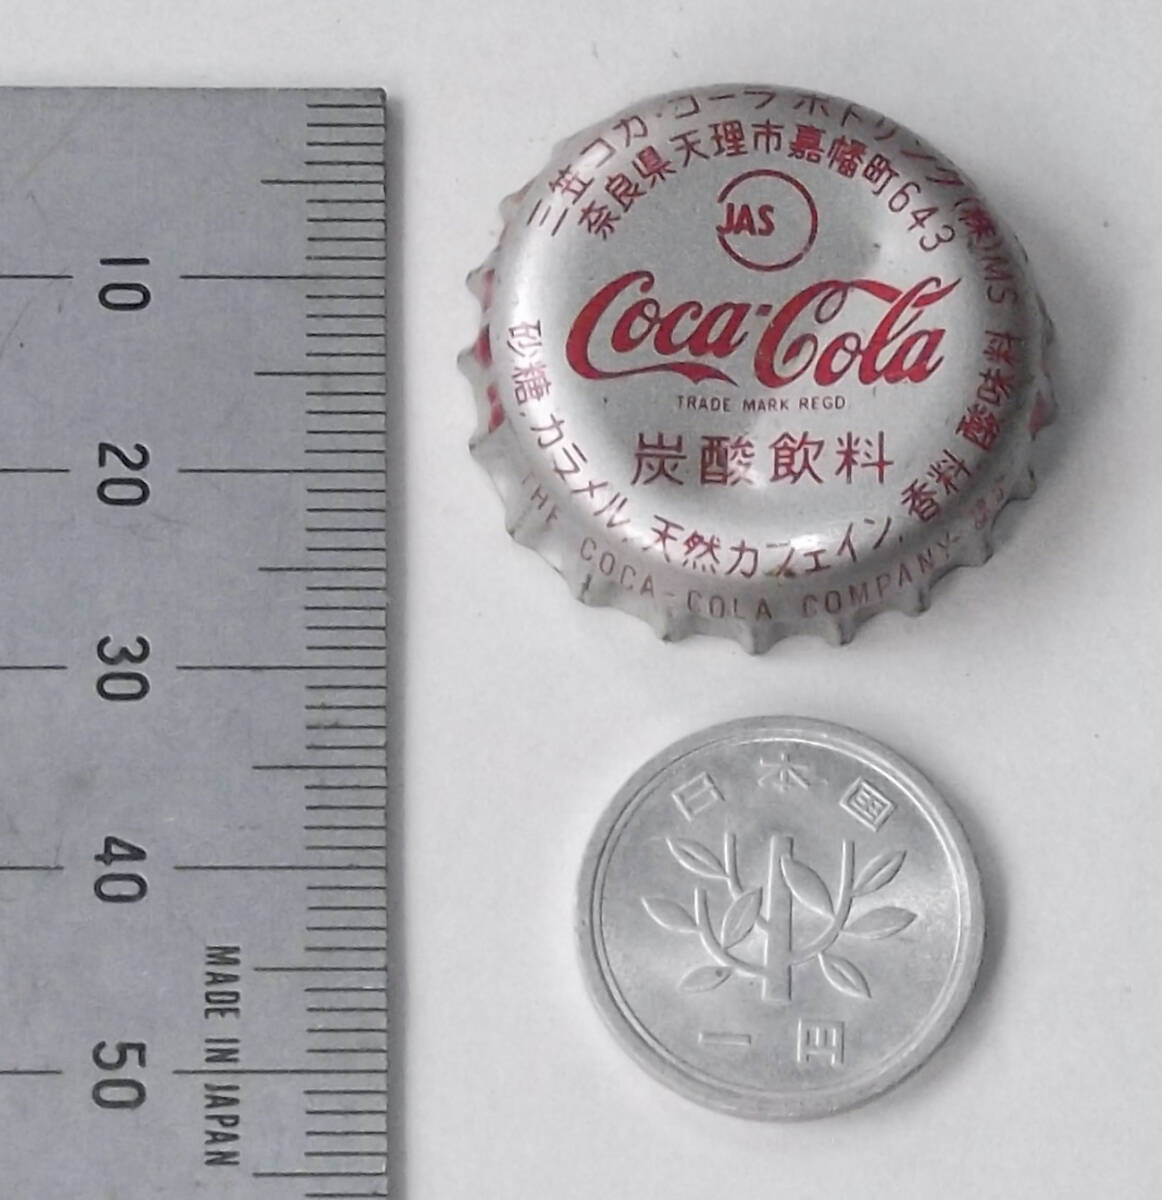 三笠コカ・コーラ ボトリング(株)MS
奈良県天理市嘉幡町643
JAS
Coca-Cola
TRADE MARK REGD
炭酸飲料
砂糖,カラメル,天然カフェイン,香料
THE COCA-COLA COMPANY
10
20
30
40
50
MADE IN JAPAN
日本国
一円